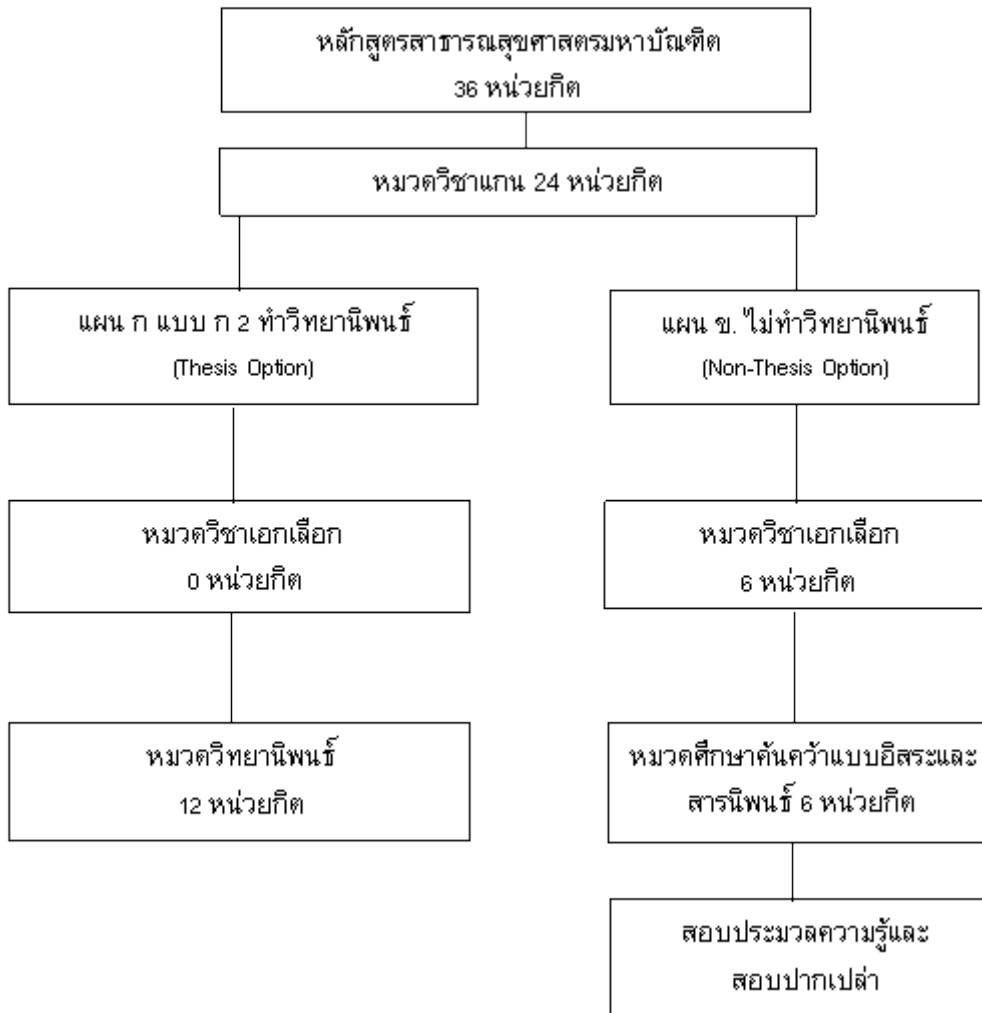 หลักสูตรสาธารณสุขศาสตรมหาบัณฑิต
36 หน่วยกิต
หมวดวิชาแกน 24 หน่วยกิต
แผน ก แบบ ก 2 ทำวิทยานิพนธ์
(Thesis Option)
แผน ข. ไม่ทำวิทยานิพนธ์
(Non-Thesis Option)
หมวดวิชาเอกเลือก
0 หน่วยกิต
หมวดวิชาเอกเลือก
6 หน่วยกิต
หมวดวิทยานิพนธ์
12 หน่วยกิต
หมวดศึกษาค้นคว้าแบบอิสระและ
สารนิพนธ์ 6 หน่วยกิต
สอบประมวลความรู้และ
สอบปากเปล่า